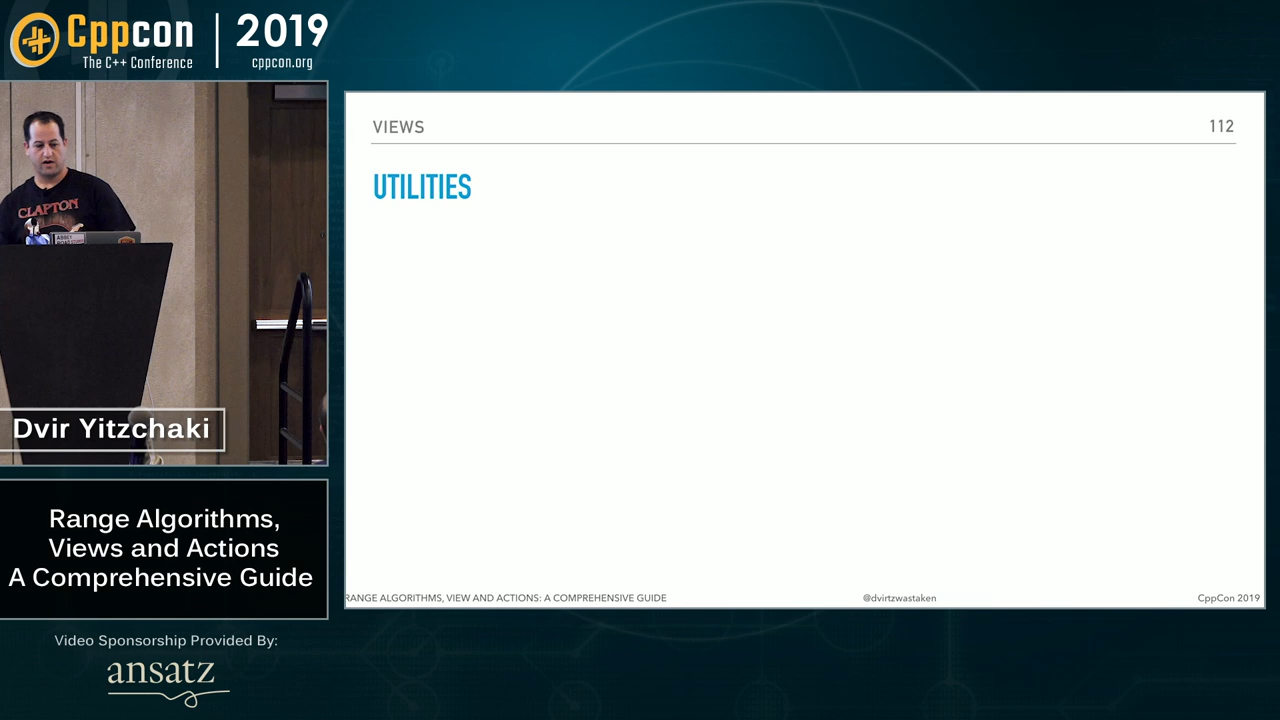 Cppcon
The C++ Conference
2019
cppcon.org
CLAPTON
Dvir Yitzchaki
Range Algorithms,
Views and Actions
A Comprehensive Guide
Video Sponsorship Provided By:
ansatz
VIEWS
112
UTILITIES
RANGE ALGORITHMS, VIEW AND ACTIONS: A COMPREHENSIVE GUIDE
@dvirtzwastaken
CppCon 2019